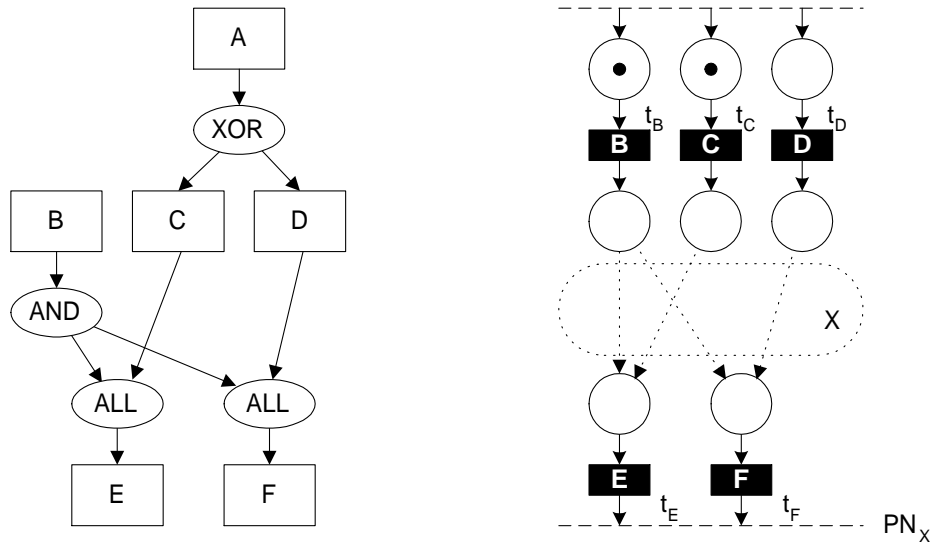 A
XOR
B
C
D
AND
ALL
ALL
E
F
t_B
t_C
t_D
B
C
D
X
E
F
t_E
t_F
PN_X